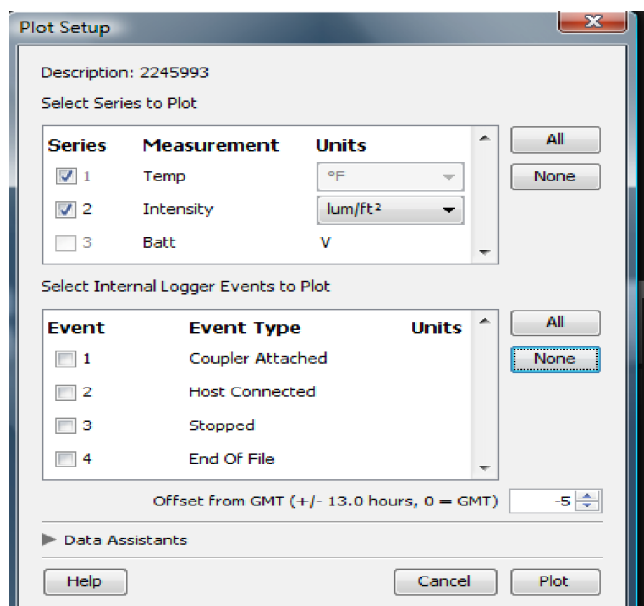 Plot Setup
Description: 2245993
Select Series to Plot
Series Measurement Units
All
1 Temp °F
None
2 Intensity lum/ft²
3 Batt V
Select Internal Logger Events to Plot
Event Event Type Units
All
1 Coupler Attached
None
2 Host Connected
3 Stopped
4 End Of File
Offset from GMT (+/- 13.0 hours, 0 = GMT) -5
Data Assistants
Help Cancel Plot